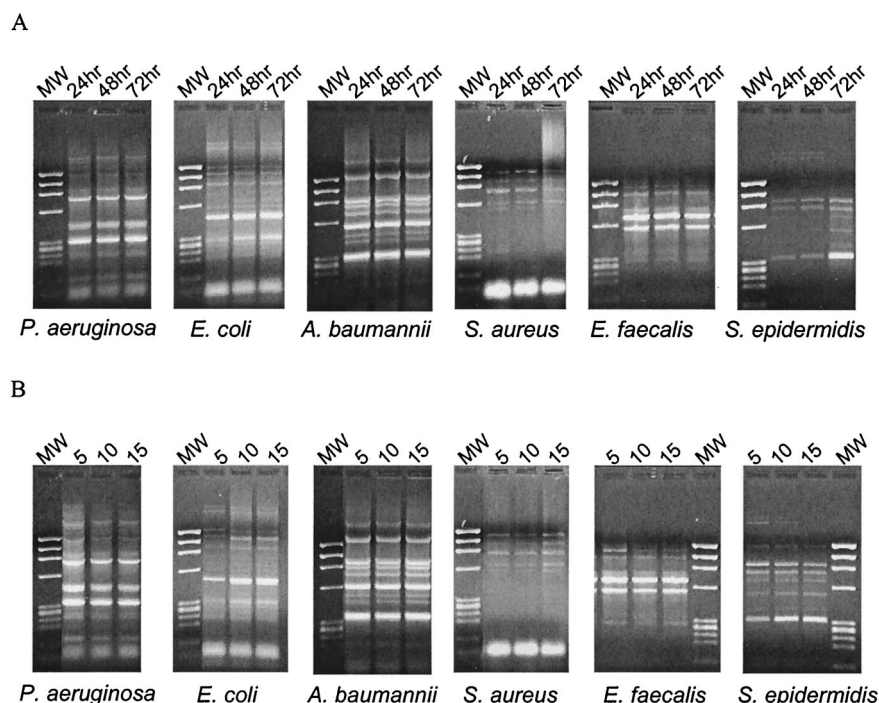 A
MW 24hr 48hr 72hr MW 24hr 48hr 72hr MW 24hr 48hr 72hr MW 24hr 48hr 72hr MW 24hr 48hr 72hr MW 24hr 48hr 72hr
P. aeruginosa E. coli A. baumannii S. aureus E. faecalis S. epidermidis
B
MW 5 10 15 MW 5 10 15 MW 5 10 15 MW 5 10 15 5 10 15 MW 5 10 15 MW
P. aeruginosa E. coli A. baumannii S. aureus E. faecalis S. epidermidis